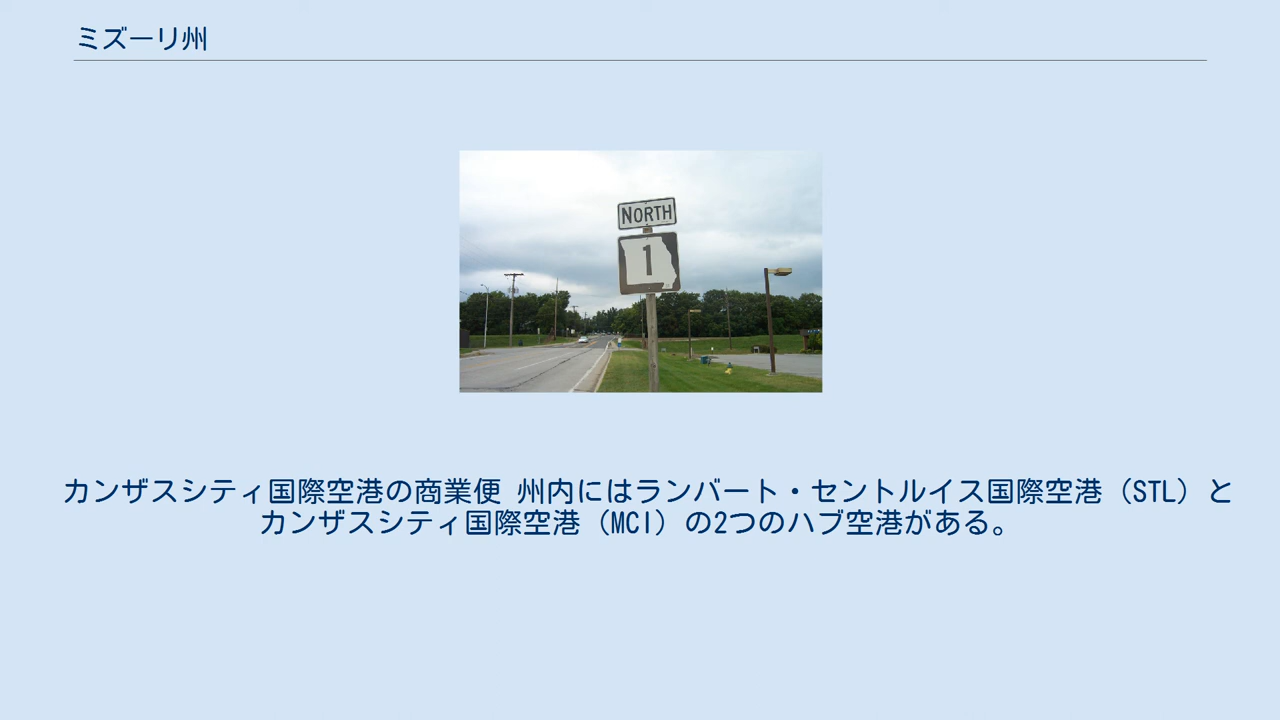 ミズーリ州
NORTH
1
カンザスシティ国際空港の商業便 州内にはランバート・セントルイス国際空港（STL）と
カンザスシティ国際空港（MCI）の2つのハブ空港がある。